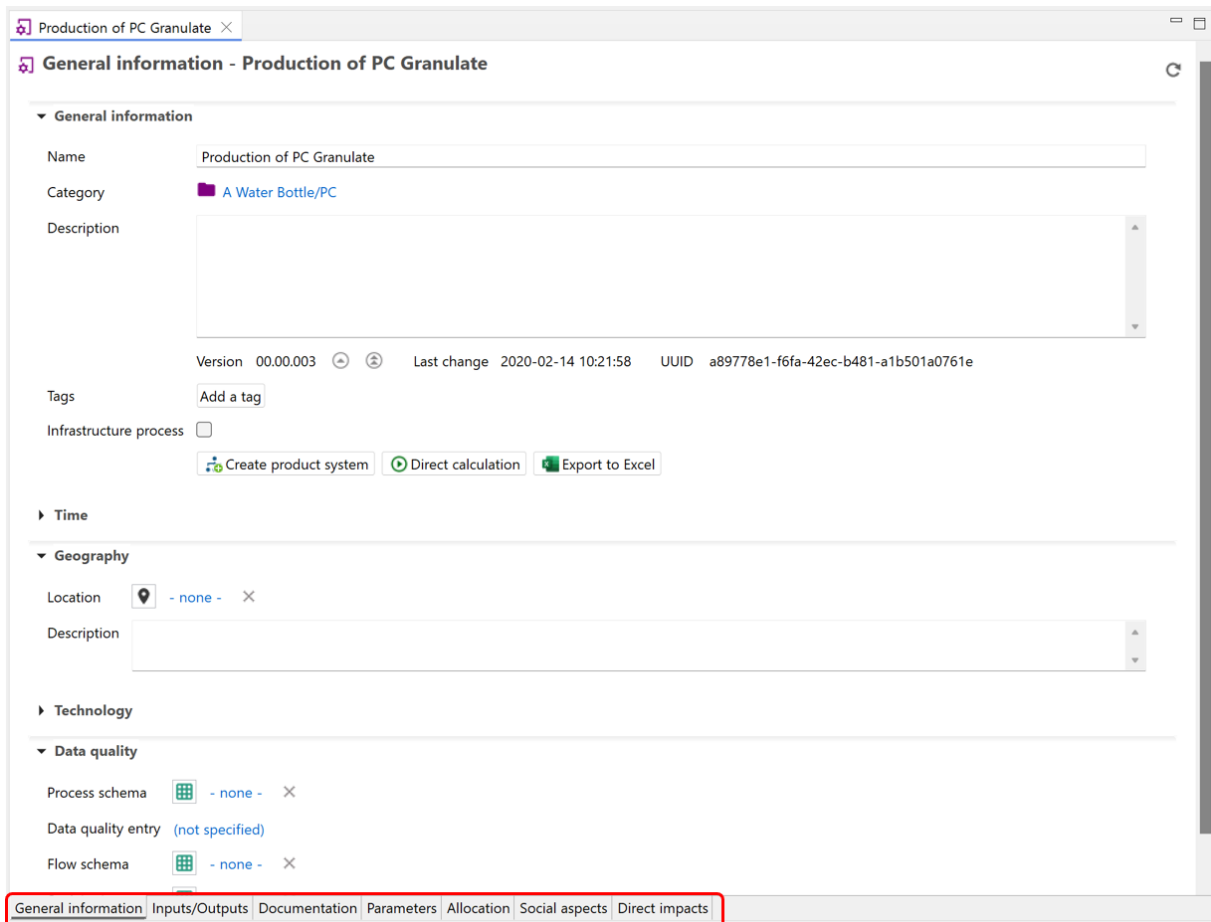 Production of PC Granulate
General information - Production of PC Granulate
General information
Name Production of PC Granulate
Category A Water Bottle/PC
Description
Version 00.00.003 Last change 2020-02-14 10:21:58 UUID a89778e1-f6fa-42ec-b481-a1b501a0761e
Tags Add a tag
Infrastructure process
Create product system Direct calculation Export to Excel
Time
Geography
Location - none -
Description
Technology
Data quality
Process schema - none -
Data quality entry (not specified)
Flow schema - none -
General information Inputs/Outputs Documentation Parameters Allocation Social aspects Direct impacts